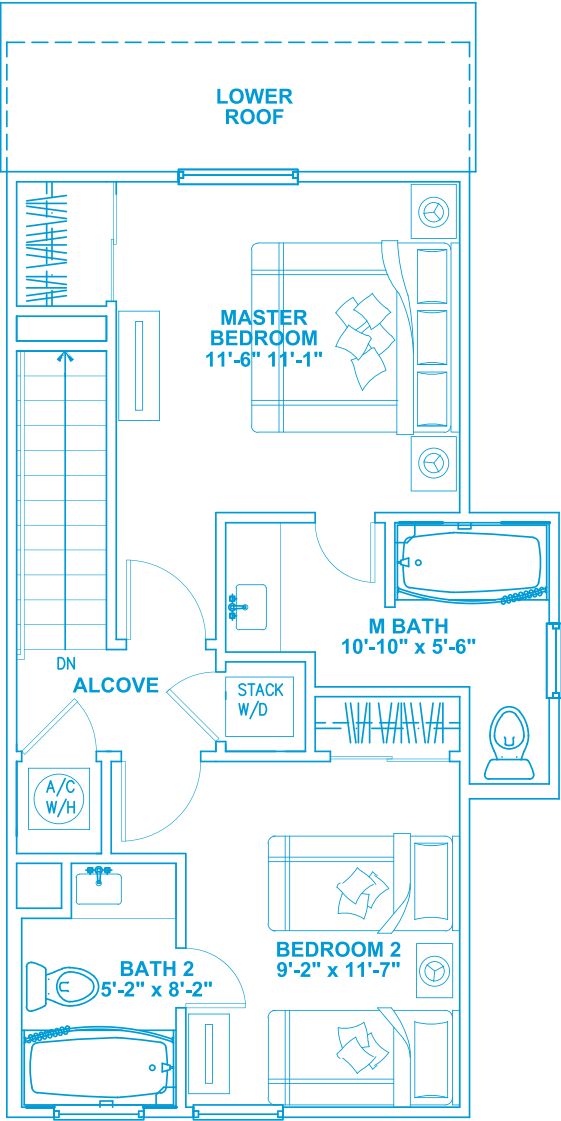 LOWER
ROOF
MASTER
BEDROOM
11'-6" 11'-1"
M BATH
10'-10" x 5'-6"
DN
ALCOVE
STACK
W/D
A/C
W/H
BEDROOM 2
9'-2" x 11'-7"
BATH 2
5'-2" x 8'-2"